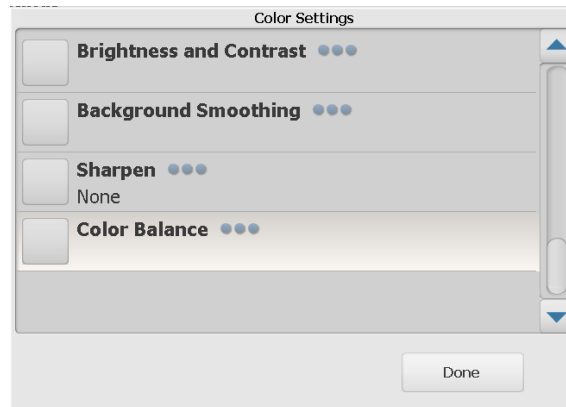 Color Settings
Brightness and Contrast
Background Smoothing
Sharpen
None
Color Balance
Done